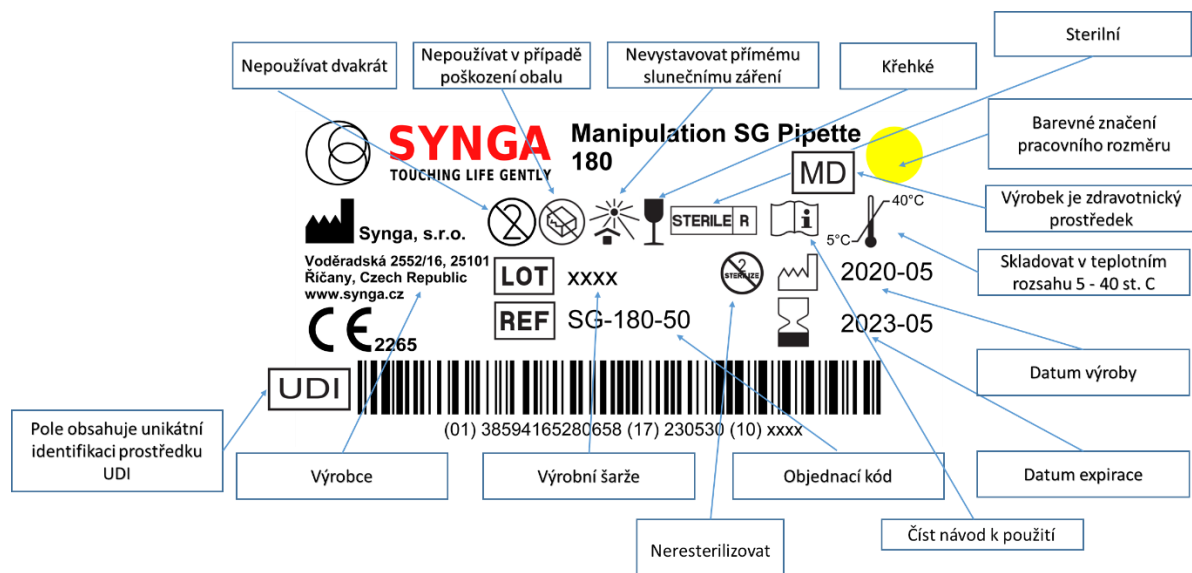 Sterilní
Nepoužívat dvakrát
Nepoužívat v případě
poškození obalu
Nevystavovat přímému
slunečnímu záření
Křehké
Barevné značení
pracovního rozměru
SYNGA
TOUCHING LIFE GENTLY
Manipulation SG Pipette
180
MD
Výrobek je zdravotnický
prostředek
2
STERILE R
i
40°C
5°C
Synga, s.r.o.
Voděradská 2552/16, 25101
Říčany, Czech Republic
www.synga.cz
LOT xxxx
2
STERILIZE
2020-05
Skladovat v teplotním
rozsahu 5 - 40 st. C
CE 2265
REF SG-180-50
2023-05
Datum výroby
UDI
(01) 38594165280658 (17) 230530 (10) xxxx
Pole obsahuje unikátní
identifikaci prostředku
UDI
Výrobce
Výrobní šarže
Objednací kód
Datum expirace
Neresterilizovat
Číst návod k použití